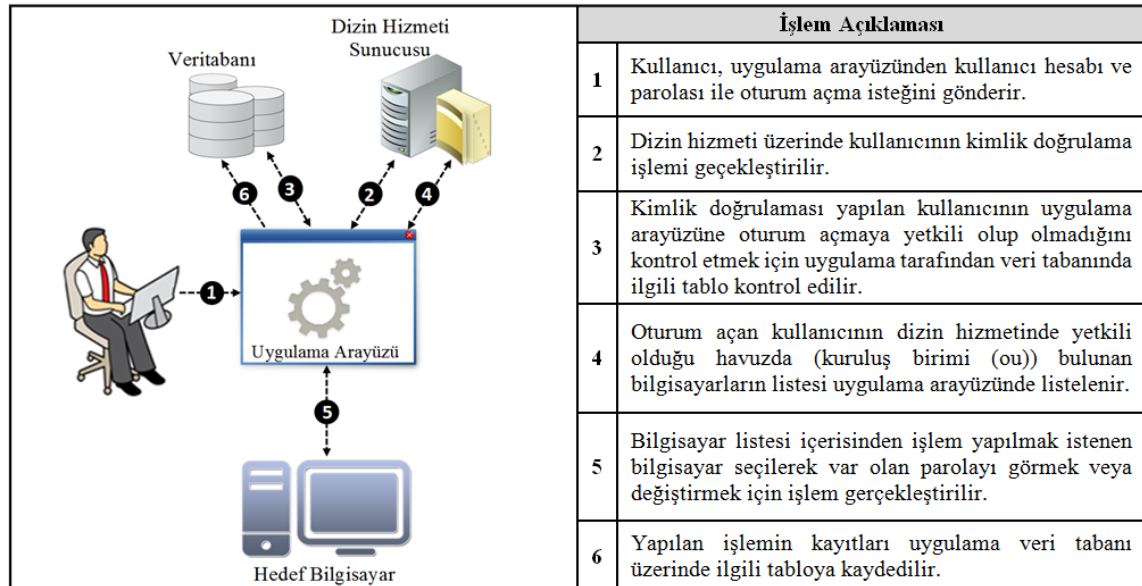 Dizin Hizmeti
Sunucusu
Veritabanı
6
3
2
4
1
Uygulama Arayüzü
5
Hedef Bilgisayar
İşlem Açıklaması
1
Kullanıcı, uygulama arayüzünden kullanıcı hesabı ve
parolası ile oturum açma isteğini gönderir.
2
Dizin hizmeti üzerinde kullanıcının kimlik doğrulama
işlemi geçekleştirilir.
3
Kimlik doğrulaması yapılan kullanıcının uygulama
arayüzüne oturum açmaya yetkili olup olmadığını
kontrol etmek için uygulama tarafından veri tabanında
ilgili tablo kontrol edilir.
4
Oturum açan kullanıcının dizin hizmetinde yetkili
olduğu havuzda (kuruluş birimi (ou)) bulunan
bilgisayarların listesi uygulama arayüzünde listelenir.
5
Bilgisayar listesi içerisinden işlem yapılmak istenen
bilgisayar seçilerek var olan parolayı görmek veya
değiştirmek için işlem gerçekleştirilir.
6
Yapılan işlemin kayıtları uygulama veri tabanı
üzerinde ilgili tabloya kaydedilir.